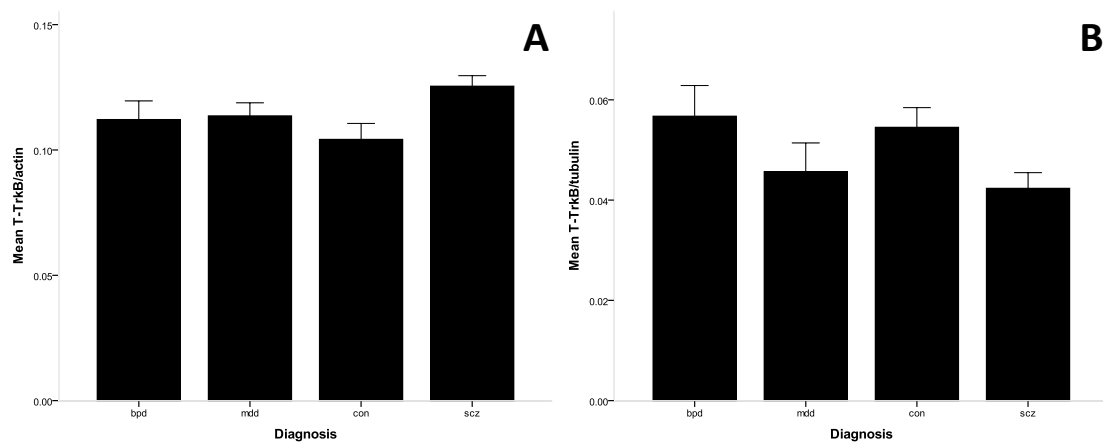 A
0.15
0.10
0.05
0.00
Mean T-TrkB/actin
bpd
mdd
con
scz
Diagnosis
B
0.06
0.04
0.02
0.00
Mean T-TrkB/tubulin
bpd
mdd
con
scz
Diagnosis